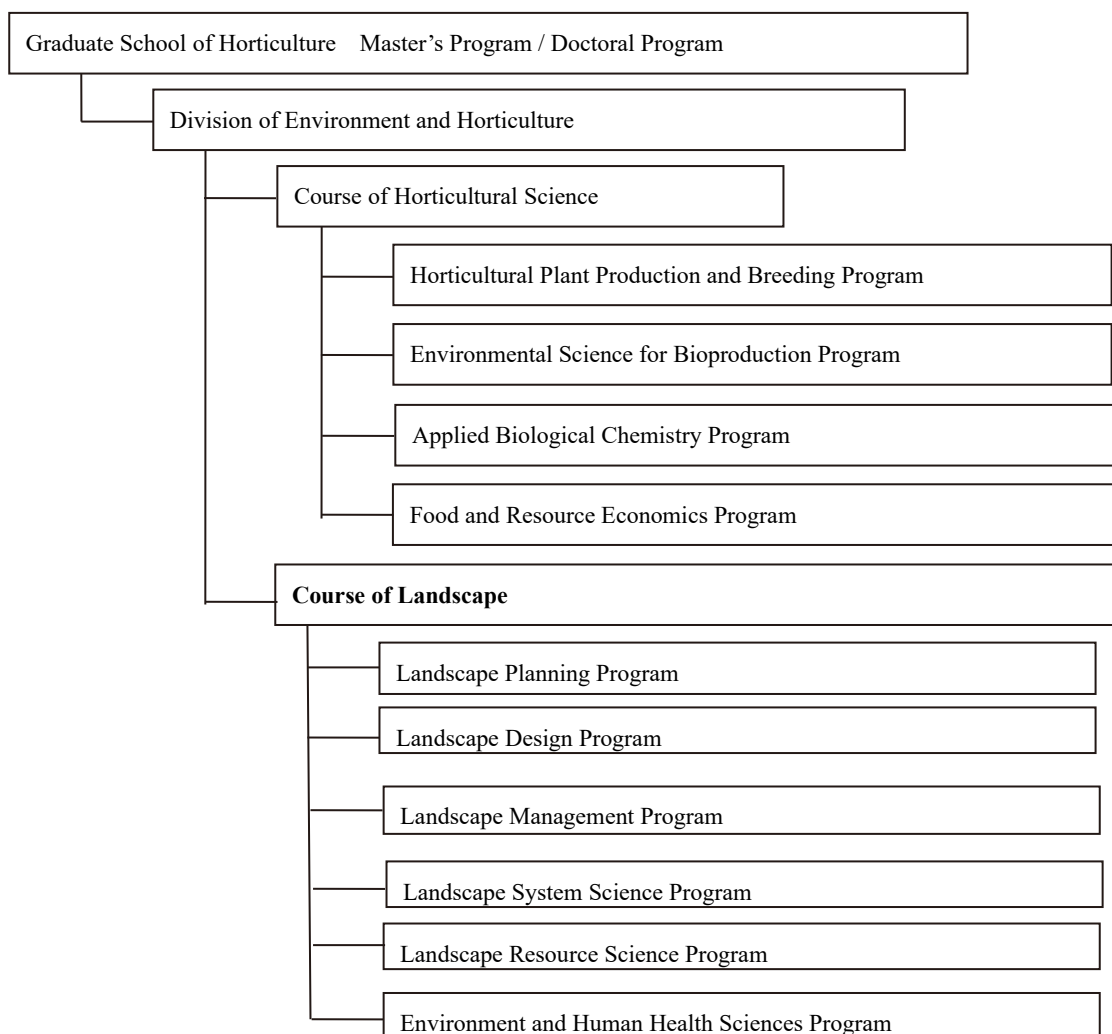 Graduate School of Horticulture Master’s Program / Doctoral Program
Division of Environment and Horticulture
Course of Horticultural Science
Horticultural Plant Production and Breeding Program
Environmental Science for Bioproduction Program
Applied Biological Chemistry Program
Food and Resource Economics Program
Course of Landscape
Landscape Planning Program
Landscape Design Program
Landscape Management Program
Landscape System Science Program
Landscape Resource Science Program
Environment and Human Health Sciences Program